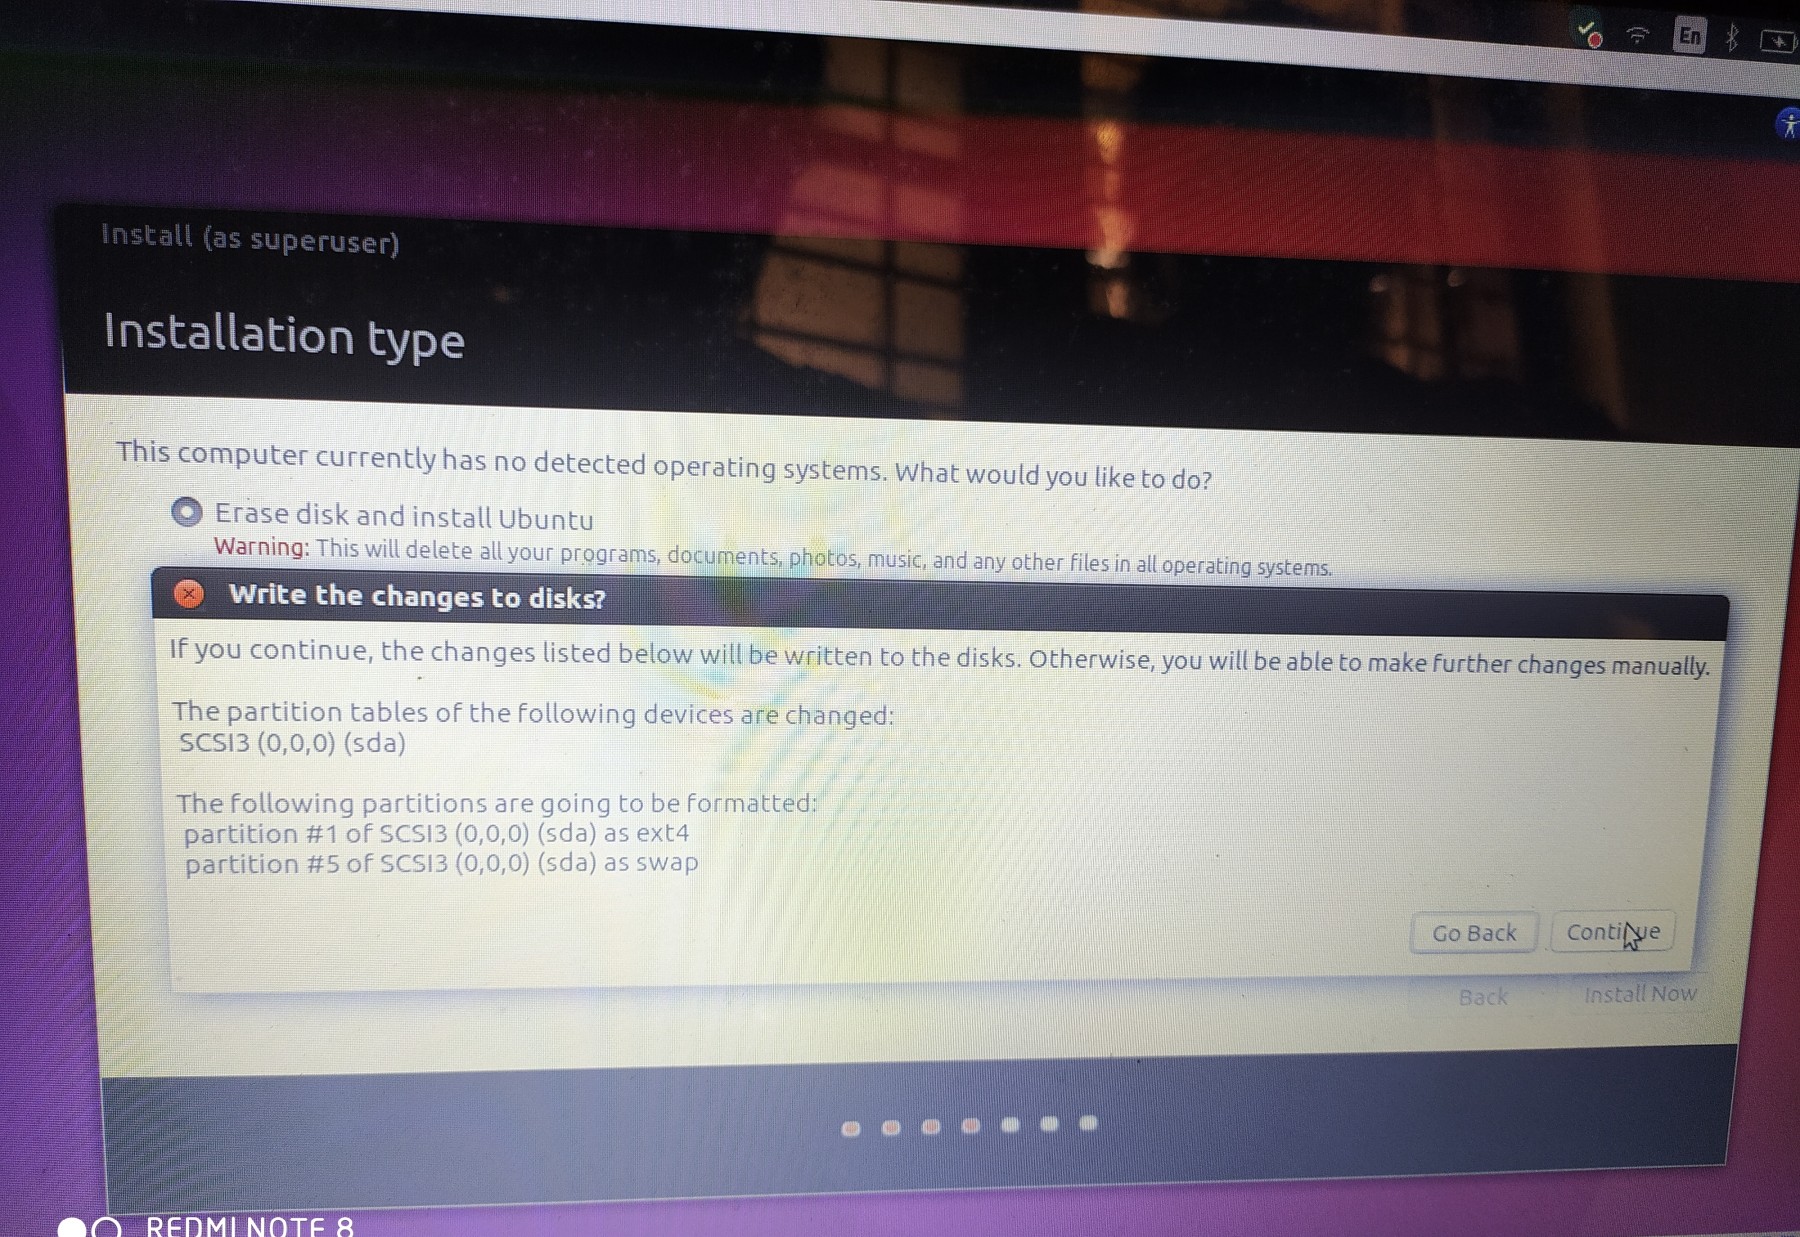 En
Install (as superuser)
Installation type
This computer currently has no detected operating systems. What would you like to do?
Erase disk and install Ubuntu
Warning: This will delete all your programs, documents, photos, music, and any other files in all operating systems.
Write the changes to disks?
If you continue, the changes listed below will be written to the disks. Otherwise, you will be able to make further changes manually.
The partition tables of the following devices are changed:
SCSI3 (0,0,0) (sda)
The following partitions are going to be formatted:
partition #1 of SCSI3 (0,0,0) (sda) as ext4
partition #5 of SCSI3 (0,0,0) (sda) as swap
Go Back Continue
Back Install Now
REDMI NOTE 8